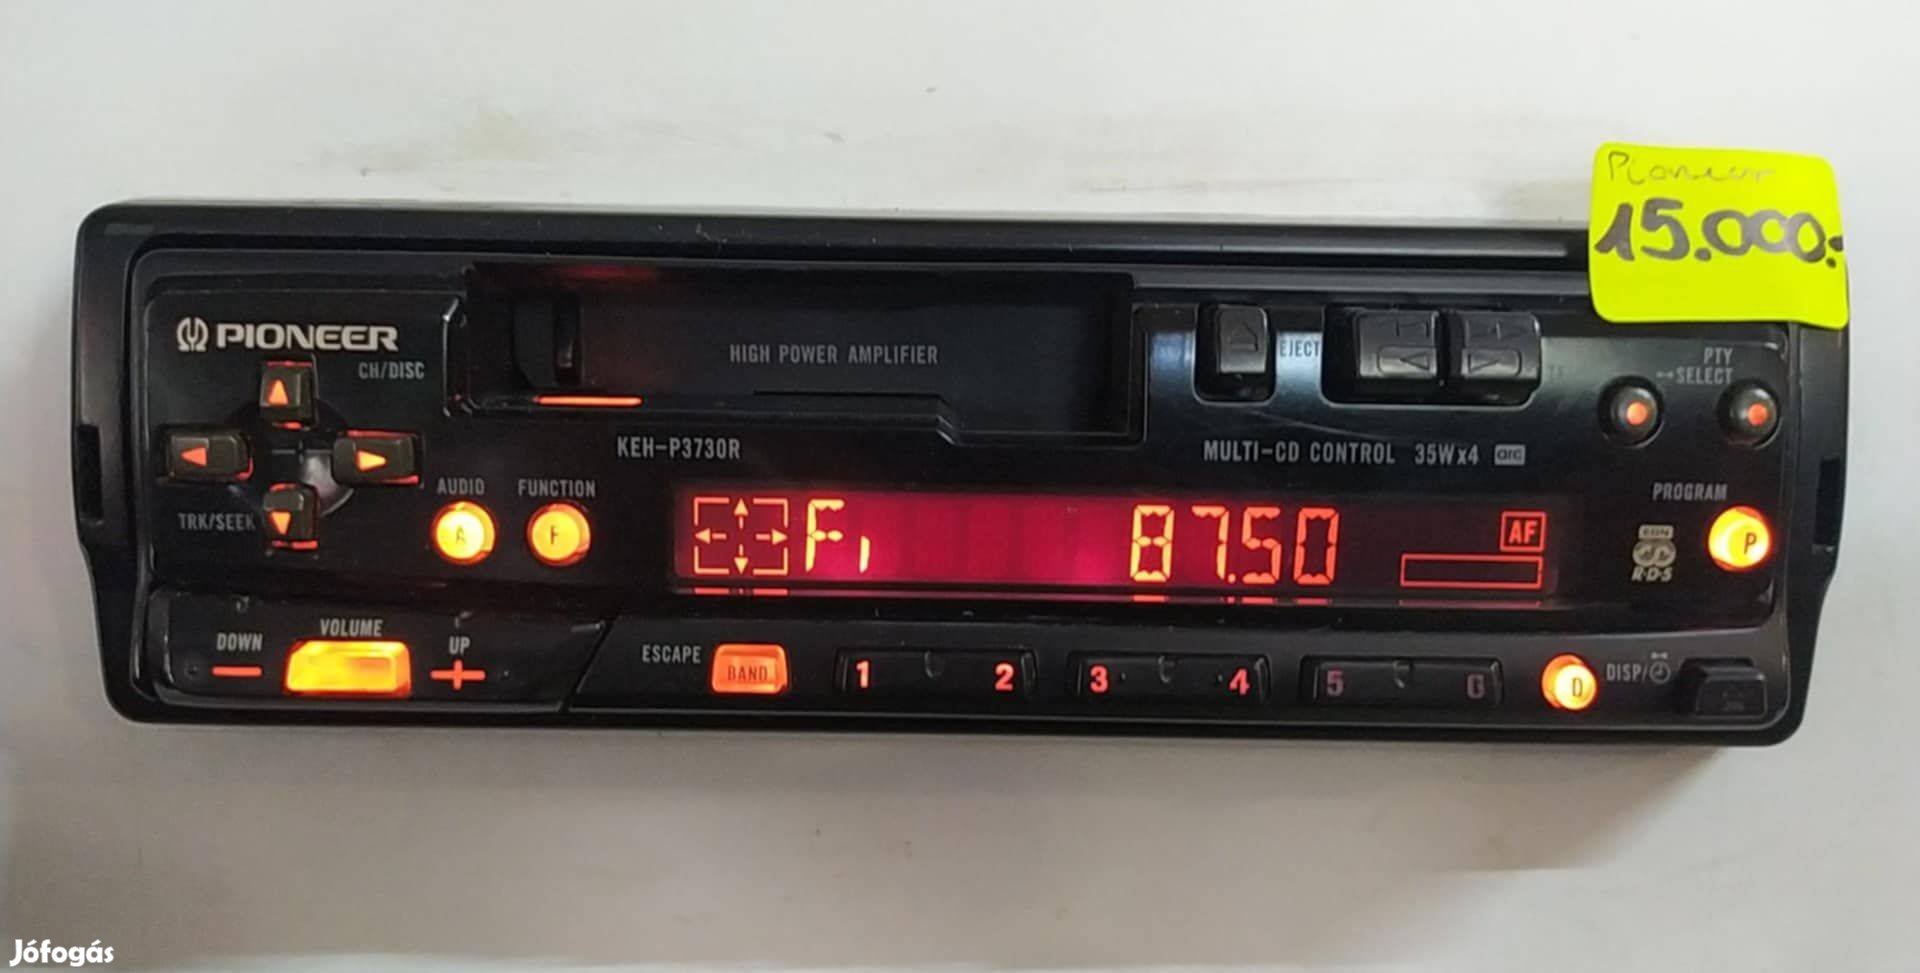 Pioneer
15.000.-
PIONEER
CH/DISC
HIGH POWER AMPLIFIER
EJECT
PTY
SELECT
KEH-P3730R
MULTI-CD CONTROL 35Wx4 arc
AUDIO FUNCTION
TRK/SEEK
A F
F1 87.50 AF
PROGRAM
EON
R·D·S
P
DOWN VOLUME UP
ESCAPE BAND 1 2 3 4 5 6 D DISP/
Jófogás